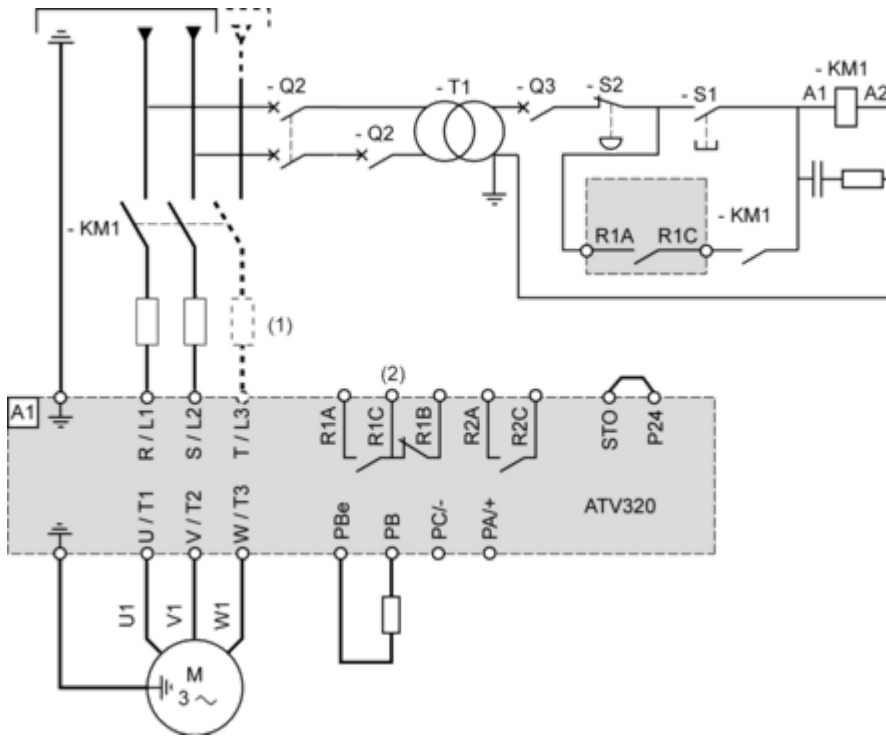 - Q2
- T1
- Q3
- S2
- S1
- KM1
A1
A2
- Q2
- KM1
- KM1
R1A
R1C
(1)
(2)
A1
R / L1
S / L2
T / L3
R1A
R1C
R1B
R2A
R2C
STO
P24
ATV320
U / T1
V / T2
W / T3
PBe
PB
PC/-
PA/+
U1
V1
W1
M
3 ~